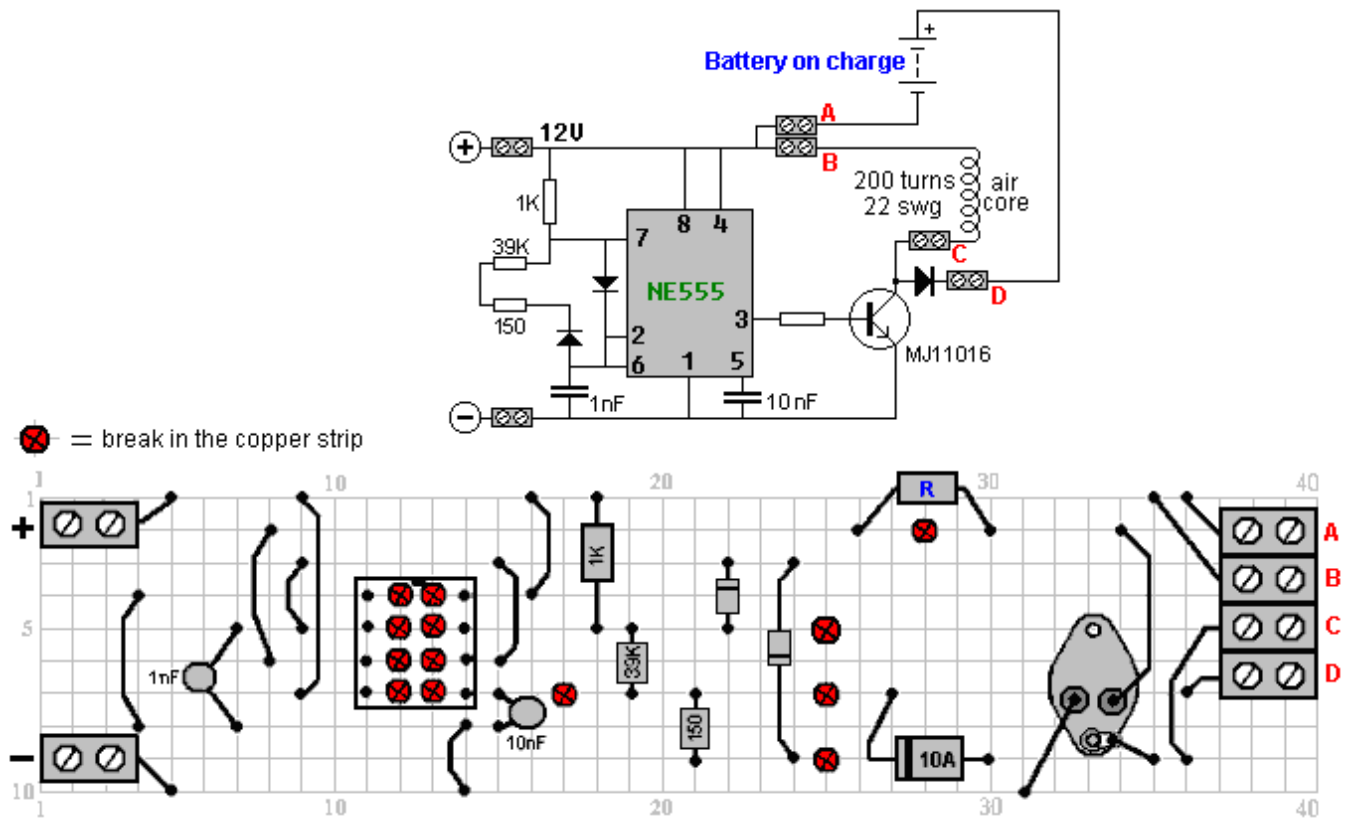 +
Battery on charge
A
+ 12V
B
200 turns
22 swg
air
core
1K
8 4
39K
7
C
NE555
D
150
3
2
MJ11016
6 1 5
1nF
10nF
−
= break in the copper strip
1 10 20 30 40
1
R
+
A
1K
B
5
C
39K
1nF
D
150
10nF
−
10A
10
1 10 20 30 40